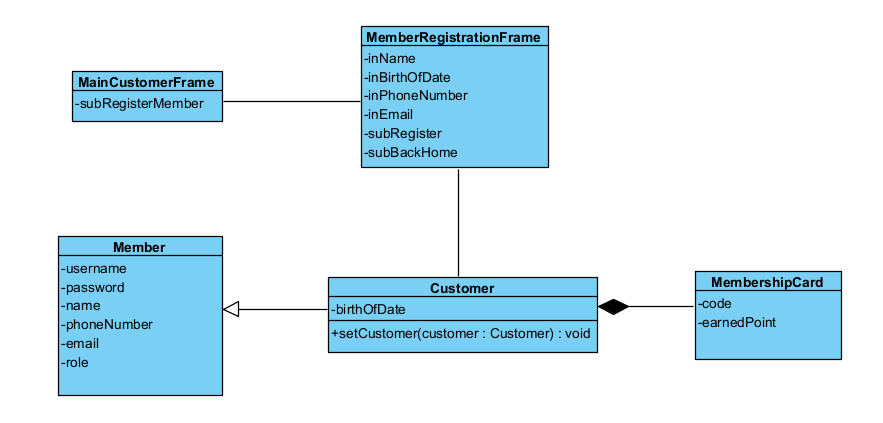 MemberRegistrationFrame
-inName
-inBirthOfDate
-inPhoneNumber
-inEmail
-subRegister
-subBackHome
MainCustomerFrame
-subRegisterMember
Member
-username
-password
-name
-phoneNumber
-email
-role
Customer
-birthOfDate
+setCustomer(customer : Customer) : void
MembershipCard
-code
-earnedPoint